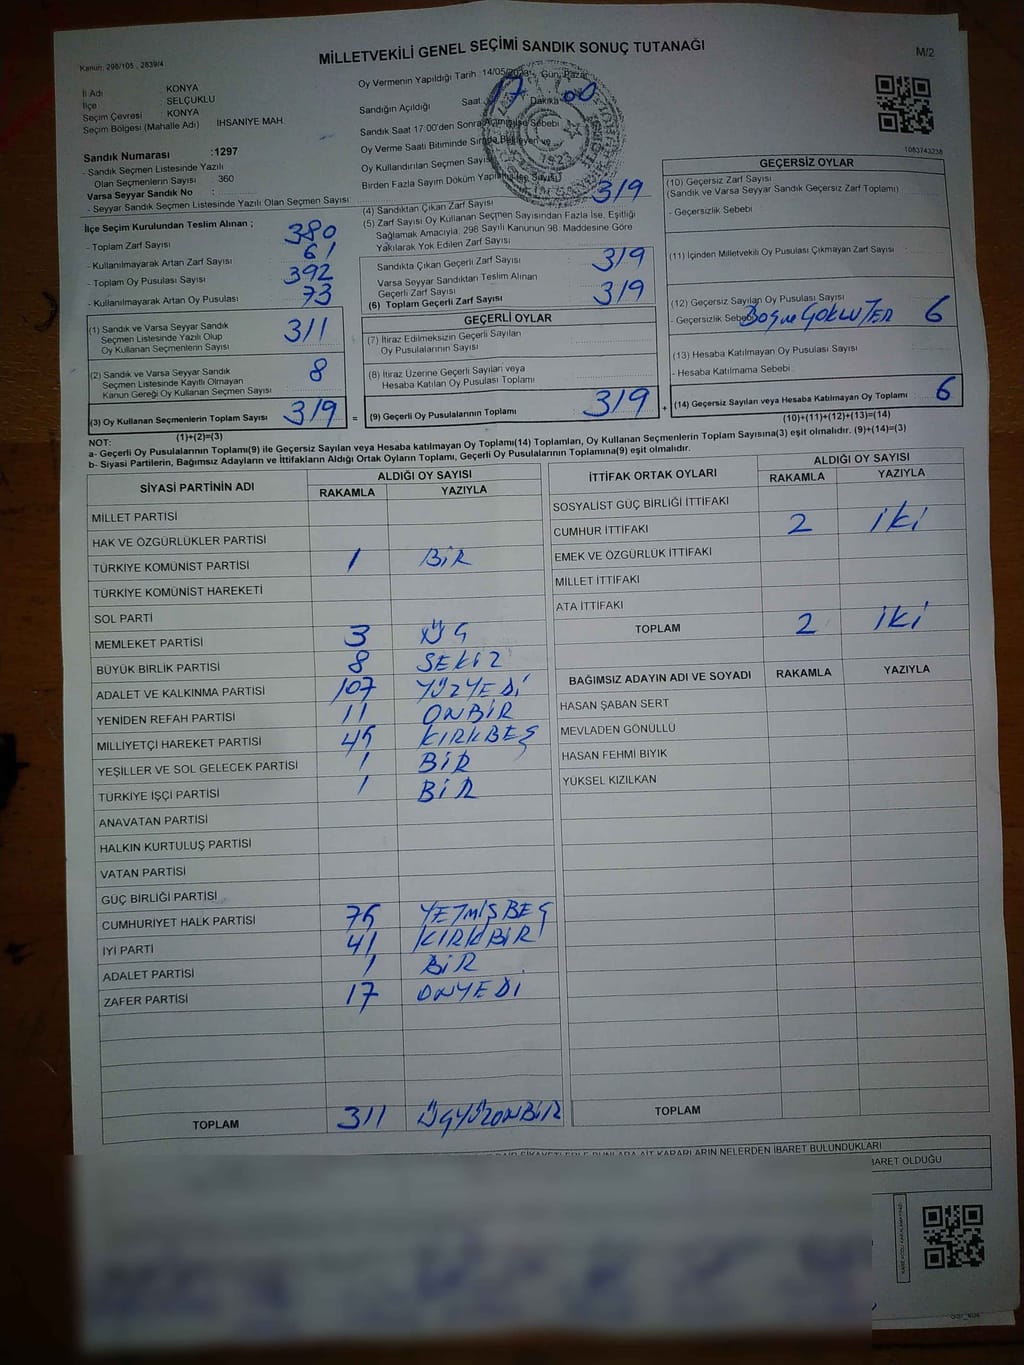 Kanun: 298/105 , 2839/4
MİLLETVEKİLİ GENEL SEÇİMİ SANDIK SONUÇ TUTANAĞI
M/2
İl Adı : KONYA
İlçe : SELÇUKLU
Seçim Çevresi : KONYA
Seçim Bölgesi (Mahalle Adı) : İHSANİYE MAH
Sandık Numarası :1297
- Sandık Seçmen Listesinde Yazılı
Olan Seçmenlerin Sayısı : 360
Varsa Seyyar Sandık No :
- Seyyar Sandık Seçmen Listesinde Yazılı Olan Seçmen Sayısı :
Oy Vermenin Yapıldığı Tarih : 14/05/2023 Gün: Pazar
Sandığın Açıldığı Saat 17 Dakika 00
Sandık Saat 17:00'den Sonra Açılmışsa Sebebi
Oy Verme Saati Bitiminde Sırada Bekleyen ve
Oy Kullandırılan Seçmen Sayısı
Birden Fazla Sayım Döküm Yapılmış İse Sayısı
1923
1083743238
İlçe Seçim Kurulundan Teslim Alınan ;
- Toplam Zarf Sayısı : 380
- Kullanılmayarak Artan Zarf Sayısı : 61
- Toplam Oy Pusulası Sayısı : 392
- Kullanılmayarak Artan Oy Pusulası : 73
(1) Sandık ve Varsa Seyyar Sandık
Seçmen Listesinde Yazılı Olup
Oy Kullanan Seçmenlerin Sayısı 311
(2) Sandık ve Varsa Seyyar Sandık
Seçmen Listesinde Kayıtlı Olmayan
Kanun Gereği Oy Kullanan Seçmen Sayısı 8
(3) Oy Kullanan Seçmenlerin Toplam Sayısı 319 =
(1)+(2)=(3)
(4) Sandıktan Çıkan Zarf Sayısı 319
(5) Zarf Sayısı Oy Kullanan Seçmen Sayısından Fazla İse, Eşitliği
Sağlamak Amacıyla, 298 Sayılı Kanunun 98. Maddesine Göre
Yakılarak Yok Edilen Zarf Sayısı
Sandıkta Çıkan Geçerli Zarf Sayısı 319
Varsa Seyyar Sandıktan Teslim Alınan
Geçerli Zarf Sayısı
(6) Toplam Geçerli Zarf Sayısı 319
GEÇERLİ OYLAR
(7) İtiraz Edilmeksizin Geçerli Sayılan
Oy Pusulalarının Sayısı
(8) İtiraz Üzerine Geçerli Sayılan veya
Hesaba Katılan Oy Pusulası Toplamı
(9) Geçerli Oy Pusulalarının Toplamı 319 +
GEÇERSİZ OYLAR
(10) Geçersiz Zarf Sayısı
(Sandık ve Varsa Seyyar Sandık Geçersiz Zarf Toplamı)
- Geçersizlik Sebebi
(11) İçinden Milletvekili Oy Pusulası Çıkmayan Zarf Sayısı
(12) Geçersiz Sayılan Oy Pusulası Sayısı
- Geçersizlik Sebebi 6
(13) Hesaba Katılmayan Oy Pusulası Sayısı
- Hesaba Katılmama Sebebi
(14) Geçersiz Sayılan veya Hesaba Katılmayan Oy Toplamı 6
(10)+(11)+(12)+(13)=(14)
NOT:
a- Geçerli Oy Pusulalarının Toplamı(9) ile Geçersiz Sayılan veya Hesaba Katılmayan Oy Toplamı(14) Toplamları, Oy Kullanan Seçmenlerin Toplam Sayısına(3) eşit olmalıdır. (9)+(14)=(3)
b- Siyasi Partilerin, Bağımsız Adayların ve İttifakların Aldığı Ortak Oyların Toplamı, Geçerli Oy Pusulalarının Toplamına(9) eşit olmalıdır.
SİYASİ PARTİNİN ADI ALDIĞI OY SAYISI
RAKAMLA YAZIYLA
MİLLET PARTİSİ
HAK VE ÖZGÜRLÜKLER PARTİSİ
TÜRKİYE KOMÜNİST PARTİSİ 1 BİR
TÜRKİYE KOMÜNİST HAREKETİ
SOL PARTİ
MEMLEKET PARTİSİ 3 ÜÇ
BÜYÜK BİRLİK PARTİSİ 8 SEKİZ
ADALET VE KALKINMA PARTİSİ 107 YÜZYEDİ
YENİDEN REFAH PARTİSİ 11 ONBİR
MİLLİYETÇİ HAREKET PARTİSİ 45 KIRKBEŞ
YEŞİLLER VE SOL GELECEK PARTİSİ 1 BİR
TÜRKİYE İŞÇİ PARTİSİ 1 BİR
ANAVATAN PARTİSİ
HALKIN KURTULUŞ PARTİSİ
VATAN PARTİSİ
GÜÇ BİRLİĞİ PARTİSİ
CUMHURİYET HALK PARTİSİ 75 YETMİŞBEŞ
İYİ PARTİ 41 KIRKBİR
ADALET PARTİSİ 1 BİR
ZAFER PARTİSİ 17 ONYEDİ
TOPLAM 311 ÜÇYÜZONBİR
İTTİFAK ORTAK OYLARI ALDIĞI OY SAYISI
RAKAMLA YAZIYLA
SOSYALİST GÜÇ BİRLİĞİ İTTİFAKI
CUMHUR İTTİFAKI 2 İKİ
EMEK VE ÖZGÜRLÜK İTTİFAKI
MİLLET İTTİFAKI
ATA İTTİFAKI
TOPLAM 2 İKİ
BAĞIMSIZ ADAYIN ADI VE SOYADI RAKAMLA YAZIYLA
HASAN ŞABAN SERT
MEVLADEN GÖNÜLLÜ
HASAN FEHMİ BIYIK
YÜKSEL KIZILKAN
TOPLAM
KARARLARIN NELERDEN İBARET BULUNDUKLARI
İBARET OLDUĞU